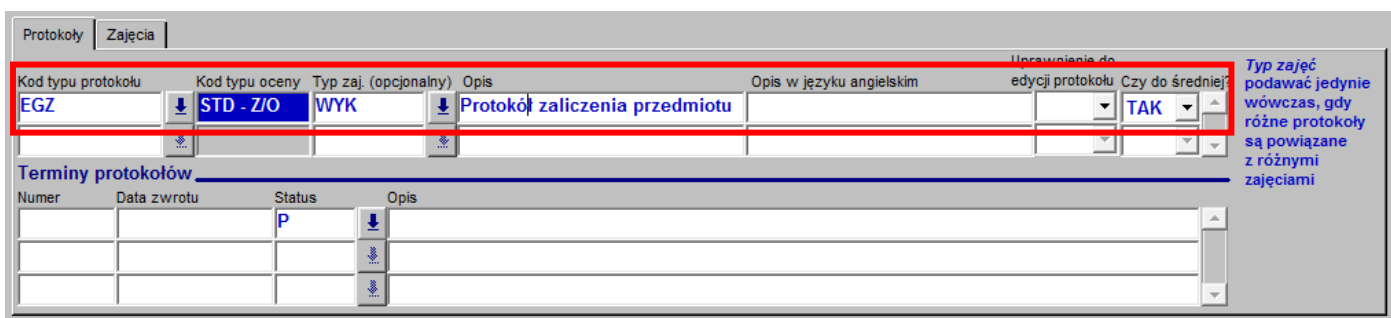 Protokoły Zajęcia
Uprawnienie do
Kod typu protokołu Kod typu oceny Typ zaj. (opcjonalny) Opis Opis w języku angielskim edycji protokołu Czy do średniej?
EGZ STD - Z/O WYK Protokół zaliczenia przedmiotu TAK
Typ zajęć
podawać jedynie
wówczas, gdy
różne protokoły
są powiązane
z różnymi
zajęciami
Terminy protokołów
Numer Data zwrotu Status Opis
P